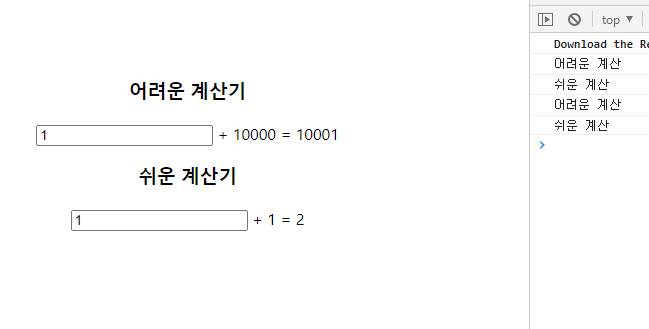 top ▼
Download the Re
어려운 계산
쉬운 계산
어려운 계산
쉬운 계산
어려운 계산기
1 + 10000 = 10001
쉬운 계산기
1 + 1 = 2